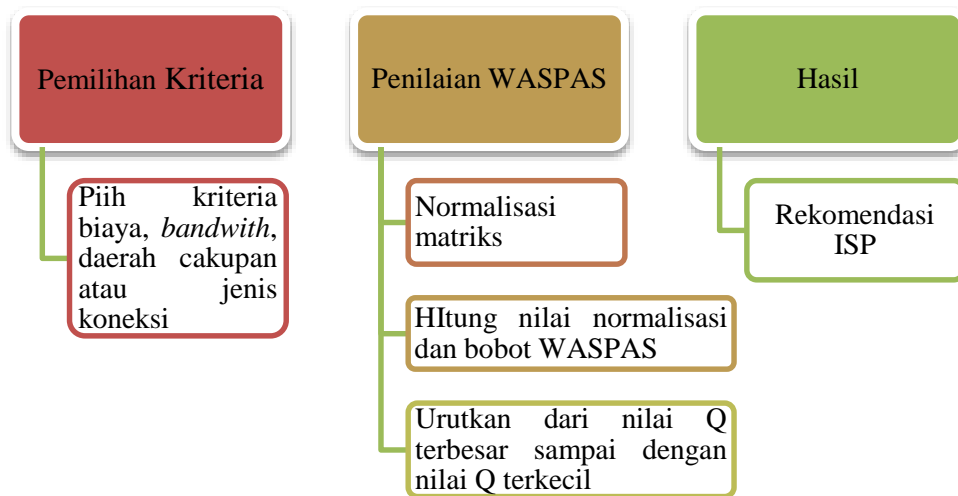 Pemilihan Kriteria
Piih kriteria
biaya, bandwith,
daerah cakupan
atau jenis
koneksi
Penilaian WASPAS
Normalisasi
matriks
HItung nilai normalisasi
dan bobot WASPAS
Urutkan dari nilai Q
terbesar sampai dengan
nilai Q terkecil
Hasil
Rekomendasi
ISP